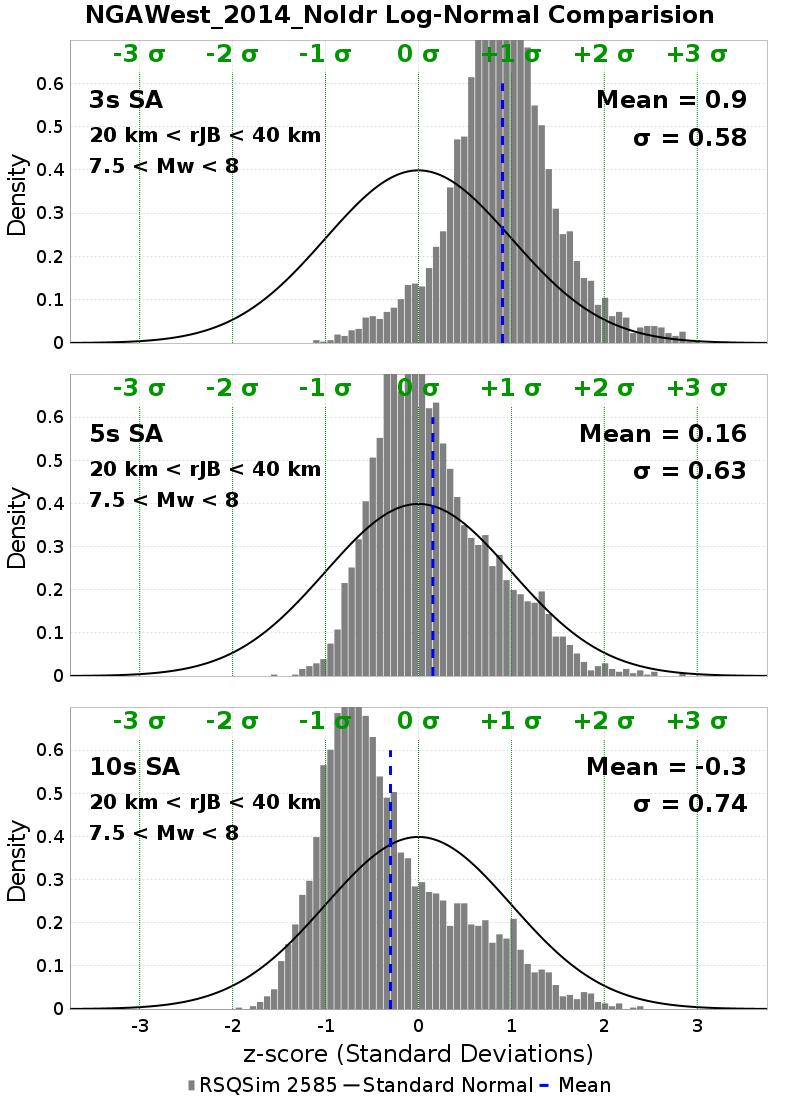 NGAWest_2014_NoIdr Log-Normal Comparision
-3 σ -2 σ -1 σ 0 σ +1 σ +2 σ +3 σ
3s SA
20 km < rJB < 40 km
7.5 < Mw < 8
Mean = 0.9
σ = 0.58
Density
0.6
0.5
0.4
0.3
0.2
0.1
0
-3 σ -2 σ -1 σ 0 σ +1 σ +2 σ +3 σ
5s SA
20 km < rJB < 40 km
7.5 < Mw < 8
Mean = 0.16
σ = 0.63
Density
0.6
0.5
0.4
0.3
0.2
0.1
0
-3 σ -2 σ -1 σ 0 σ +1 σ +2 σ +3 σ
10s SA
20 km < rJB < 40 km
7.5 < Mw < 8
Mean = -0.3
σ = 0.74
Density
0.6
0.5
0.4
0.3
0.2
0.1
0
-3 -2 -1 0 1 2 3
z-score (Standard Deviations)
RSQSim 2585 Standard Normal Mean